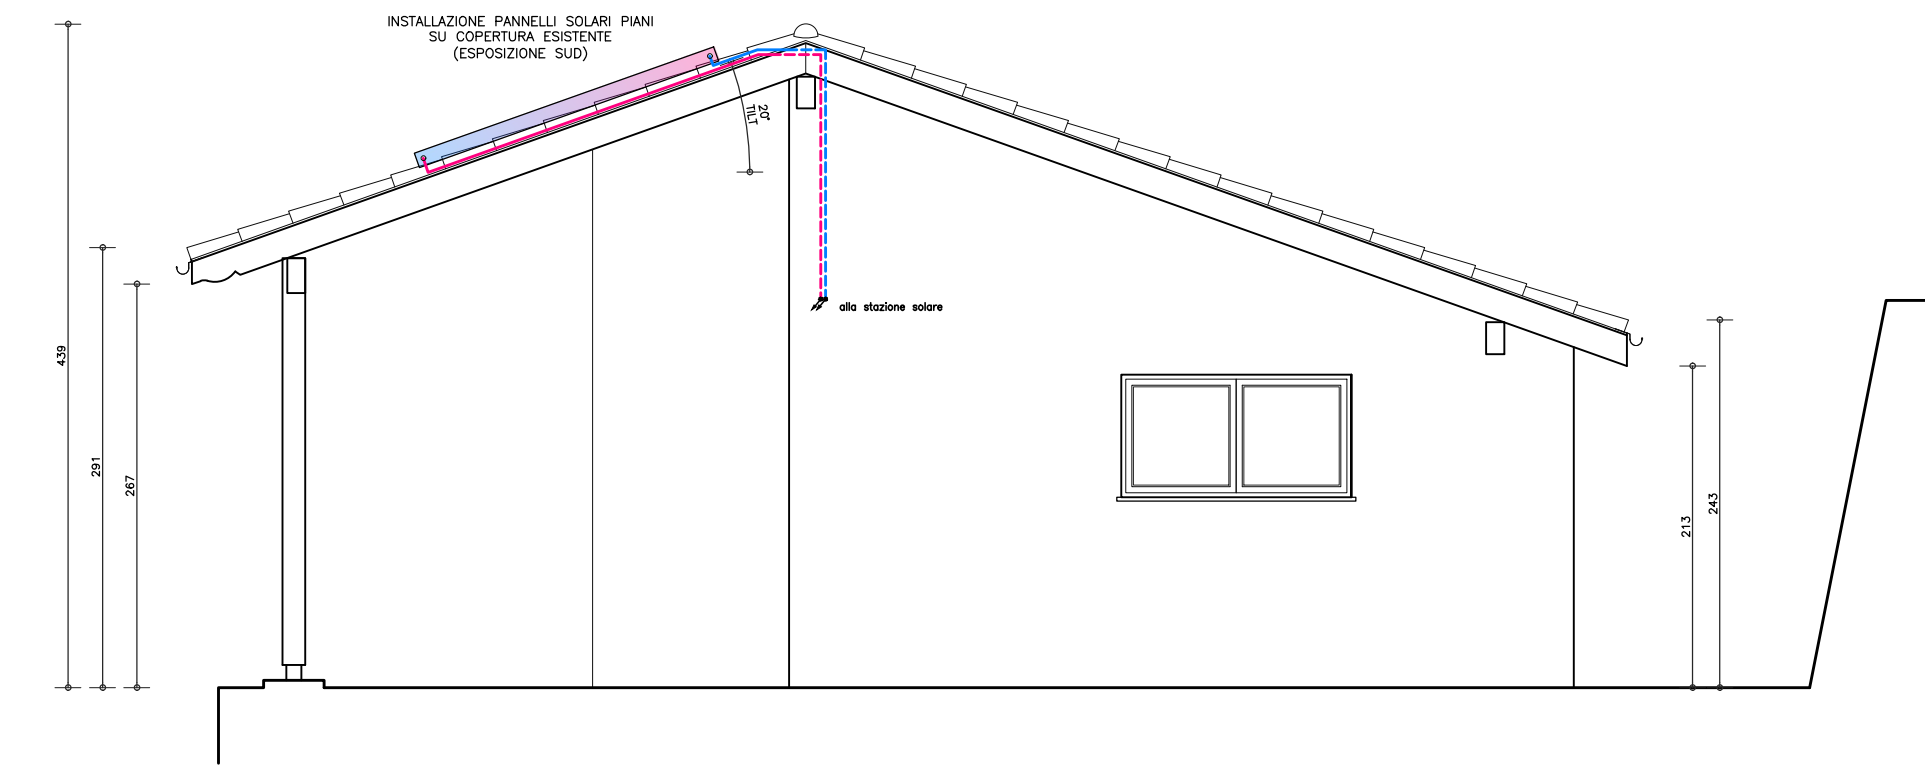 INSTALLAZIONE PANNELLI SOLARI PIANI
SU COPERTURA ESISTENTE
(ESPOSIZIONE SUD)
20°
TILT
alla stazione solare
439
291
267
213
243